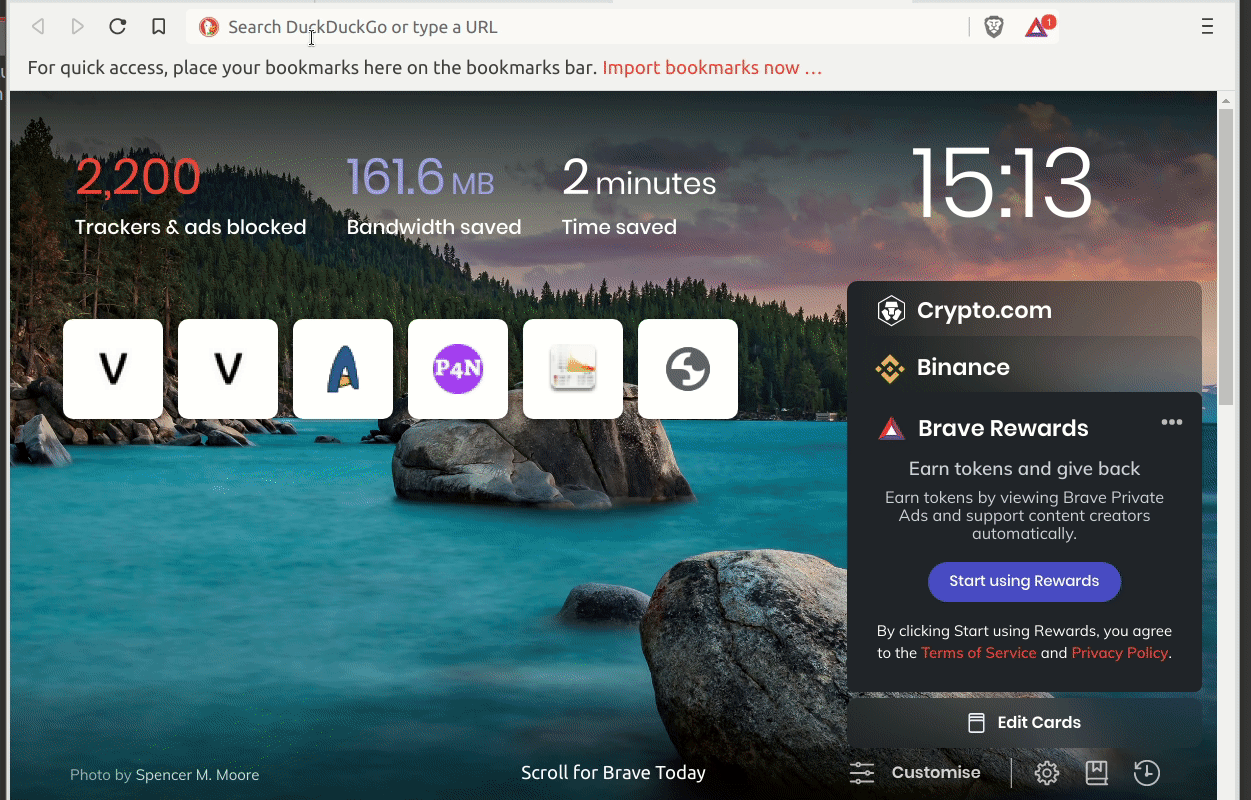 Search DuckDuckGo or type a URL
1
For quick access, place your bookmarks here on the bookmarks bar. Import bookmarks now …
2,200
Trackers & ads blocked
161.6 MB
Bandwidth saved
2 minutes
Time saved
15:13
V
V
A
P4N
Crypto.com
Binance
Brave Rewards
Earn tokens and give back
Earn tokens by viewing Brave Private
Ads and support content creators
automatically.
Start using Rewards
By clicking Start using Rewards, you agree
to the Terms of Service and Privacy Policy.
Edit Cards
Photo by Spencer M. Moore
Scroll for Brave Today
Customise